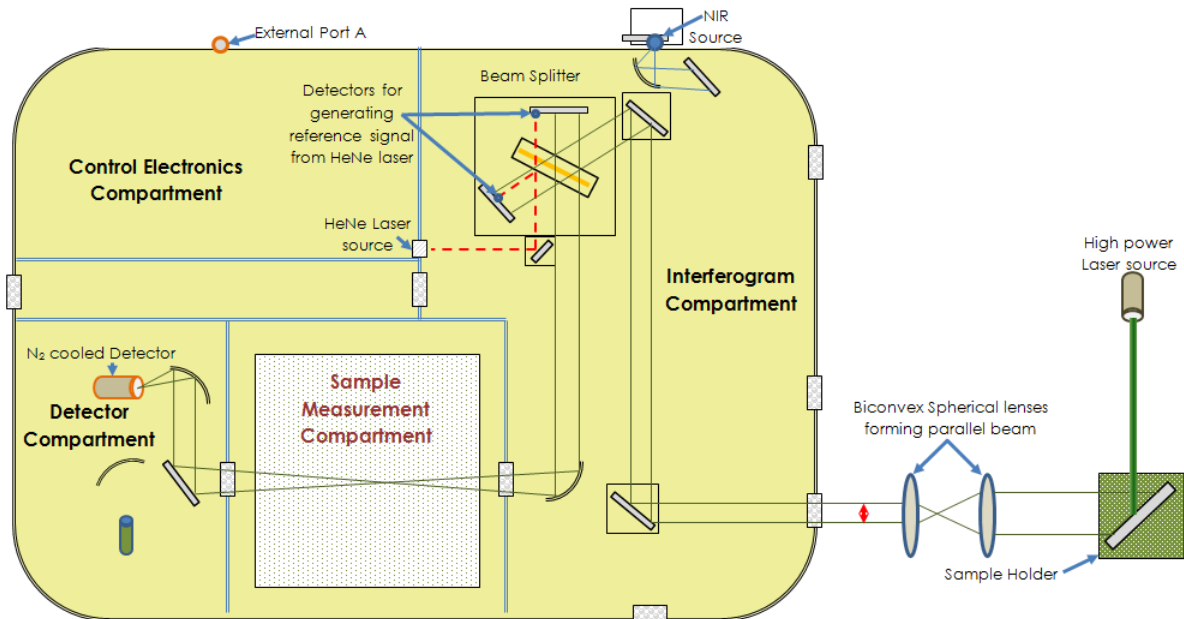 External Port A
NIR
Source
Beam Splitter
Detectors for
generating
reference signal
from HeNe laser
Control Electronics
Compartment
HeNe Laser
source
High power
Laser source
Interferogram
Compartment
N₂ cooled Detector
Sample
Measurement
Compartment
Detector
Compartment
Biconvex Spherical lenses
forming parallel beam
Sample Holder